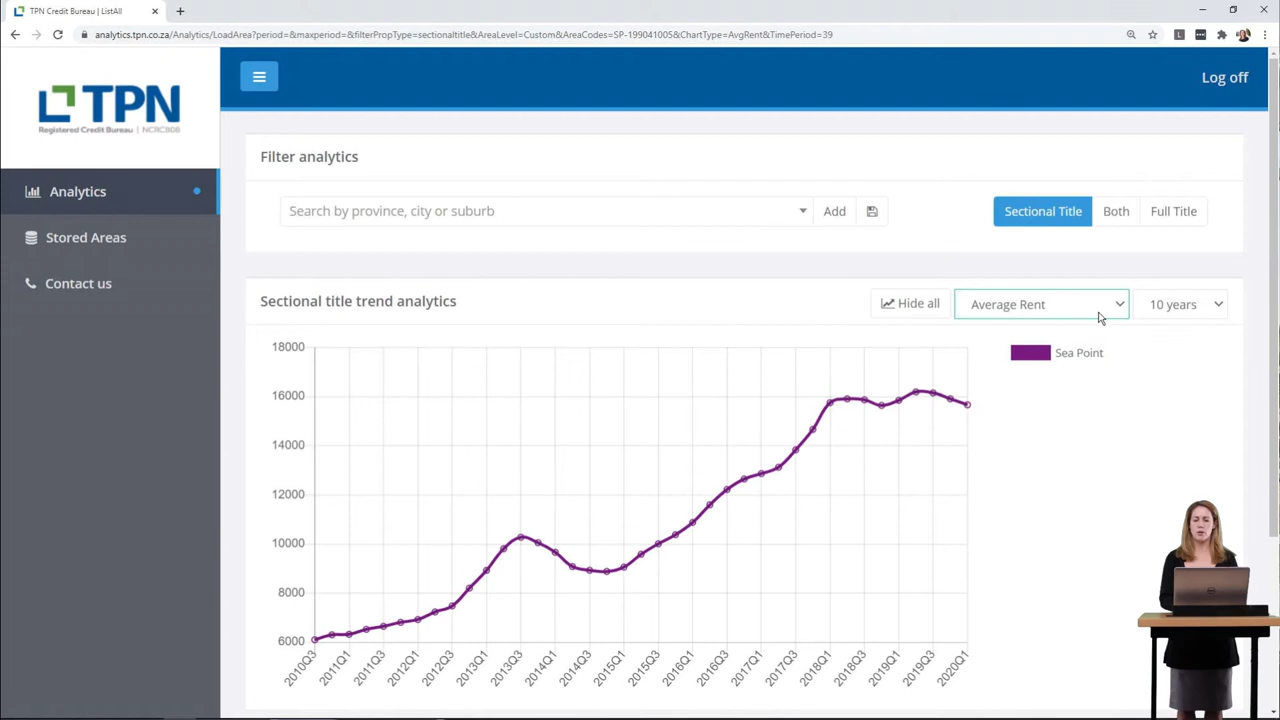 TPN Credit Bureau | ListAll
analytics.tpn.co.za/Analytics/LoadArea?period=&maxperiod=&filterPropType=sectionaltitle&AreaLevel=Custom&AreaCodes=SP-199041005&ChartType=AvgRent&TimePeriod=39
TPN
Registered Credit Bureau | NCRCB08
Log off
Analytics
Stored Areas
Contact us
Filter analytics
Search by province, city or suburb
Add
Sectional Title Both Full Title
Sectional title trend analytics
Hide all
Average Rent
10 years
Sea Point
18000
16000
14000
12000
10000
8000
6000
2010Q3 2011Q1 2011Q3 2012Q1 2012Q3 2013Q1 2013Q3 2014Q1 2014Q3 2015Q1 2015Q3 2016Q1 2016Q3 2017Q1 2017Q3 2018Q1 2018Q3 2019Q1 2019Q3 2020Q1